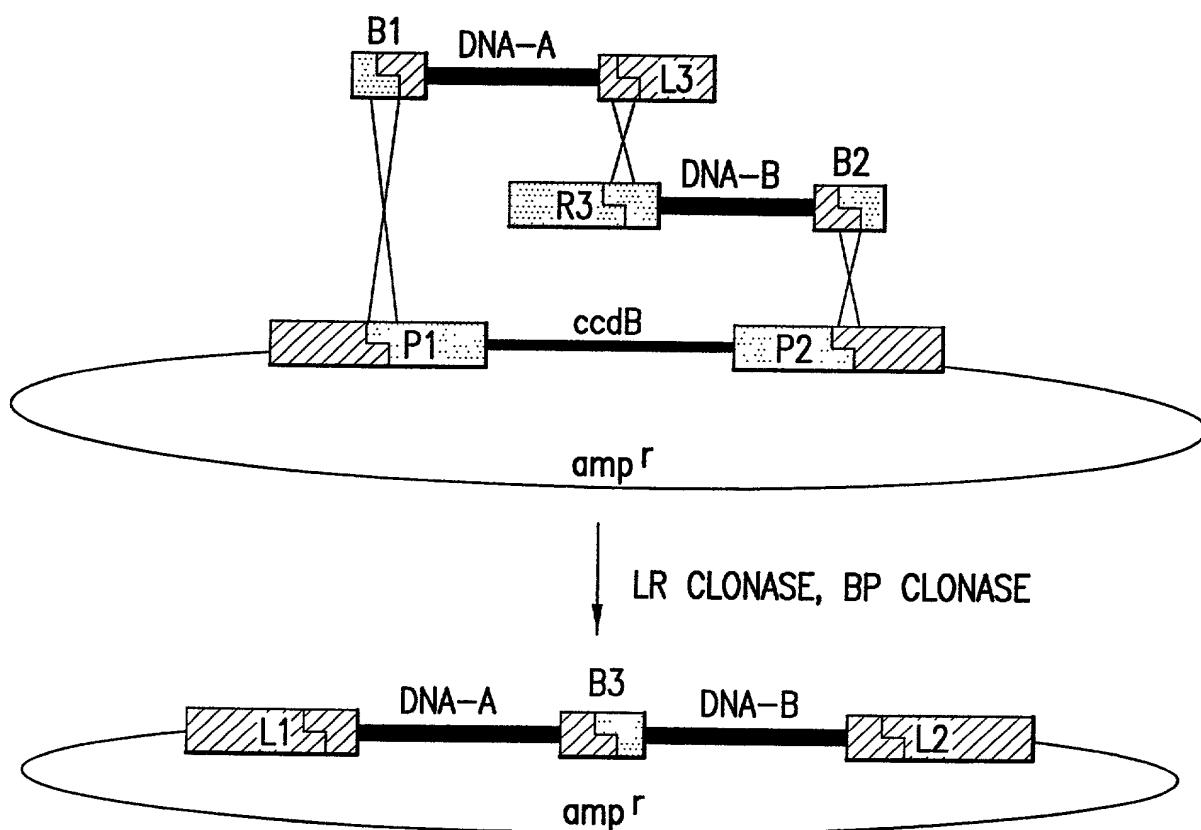 B1 DNA-A
L3
B2
DNA-B
R3
ccdB
P1 P2
amp r
LR CLONASE, BP CLONASE
B3
DNA-A DNA-B
L1 L2
amp r